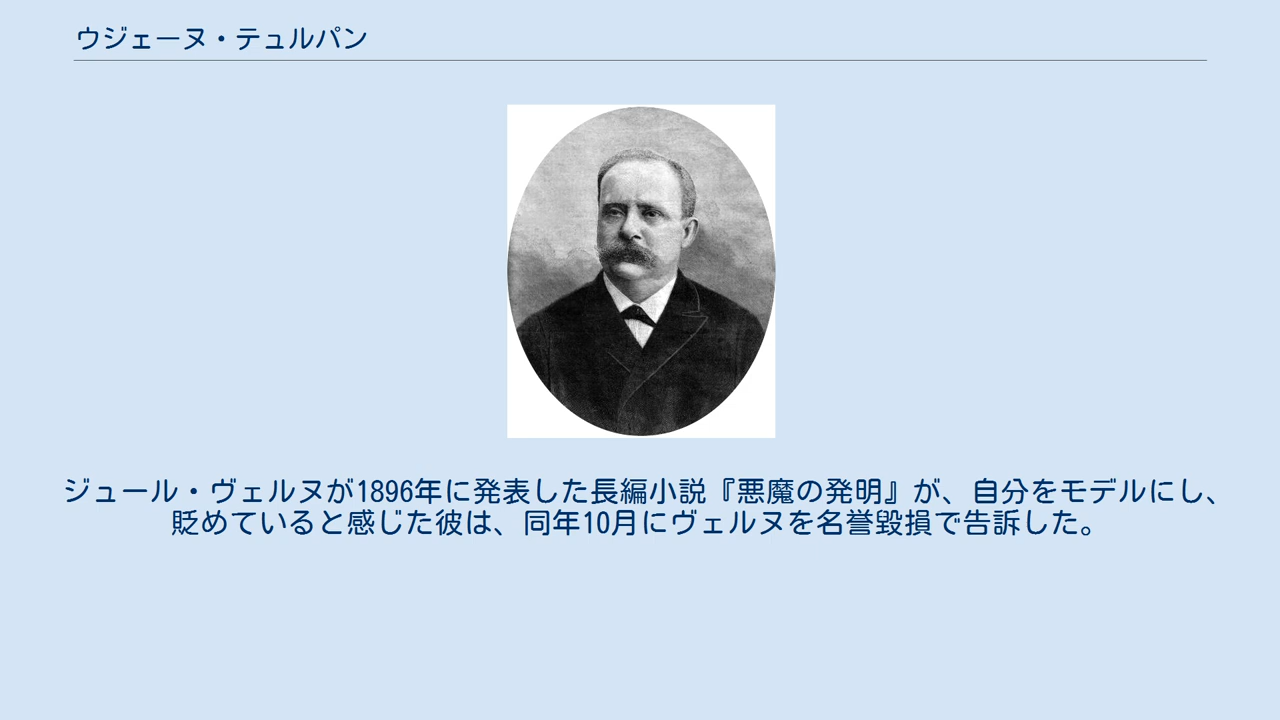 ウジェーヌ・テュルパン
ジュール・ヴェルヌが1896年に発表した長編小説『悪魔の発明』が、自分をモデルにし、
貶めていると感じた彼は、同年10月にヴェルヌを名誉毀損で告訴した。